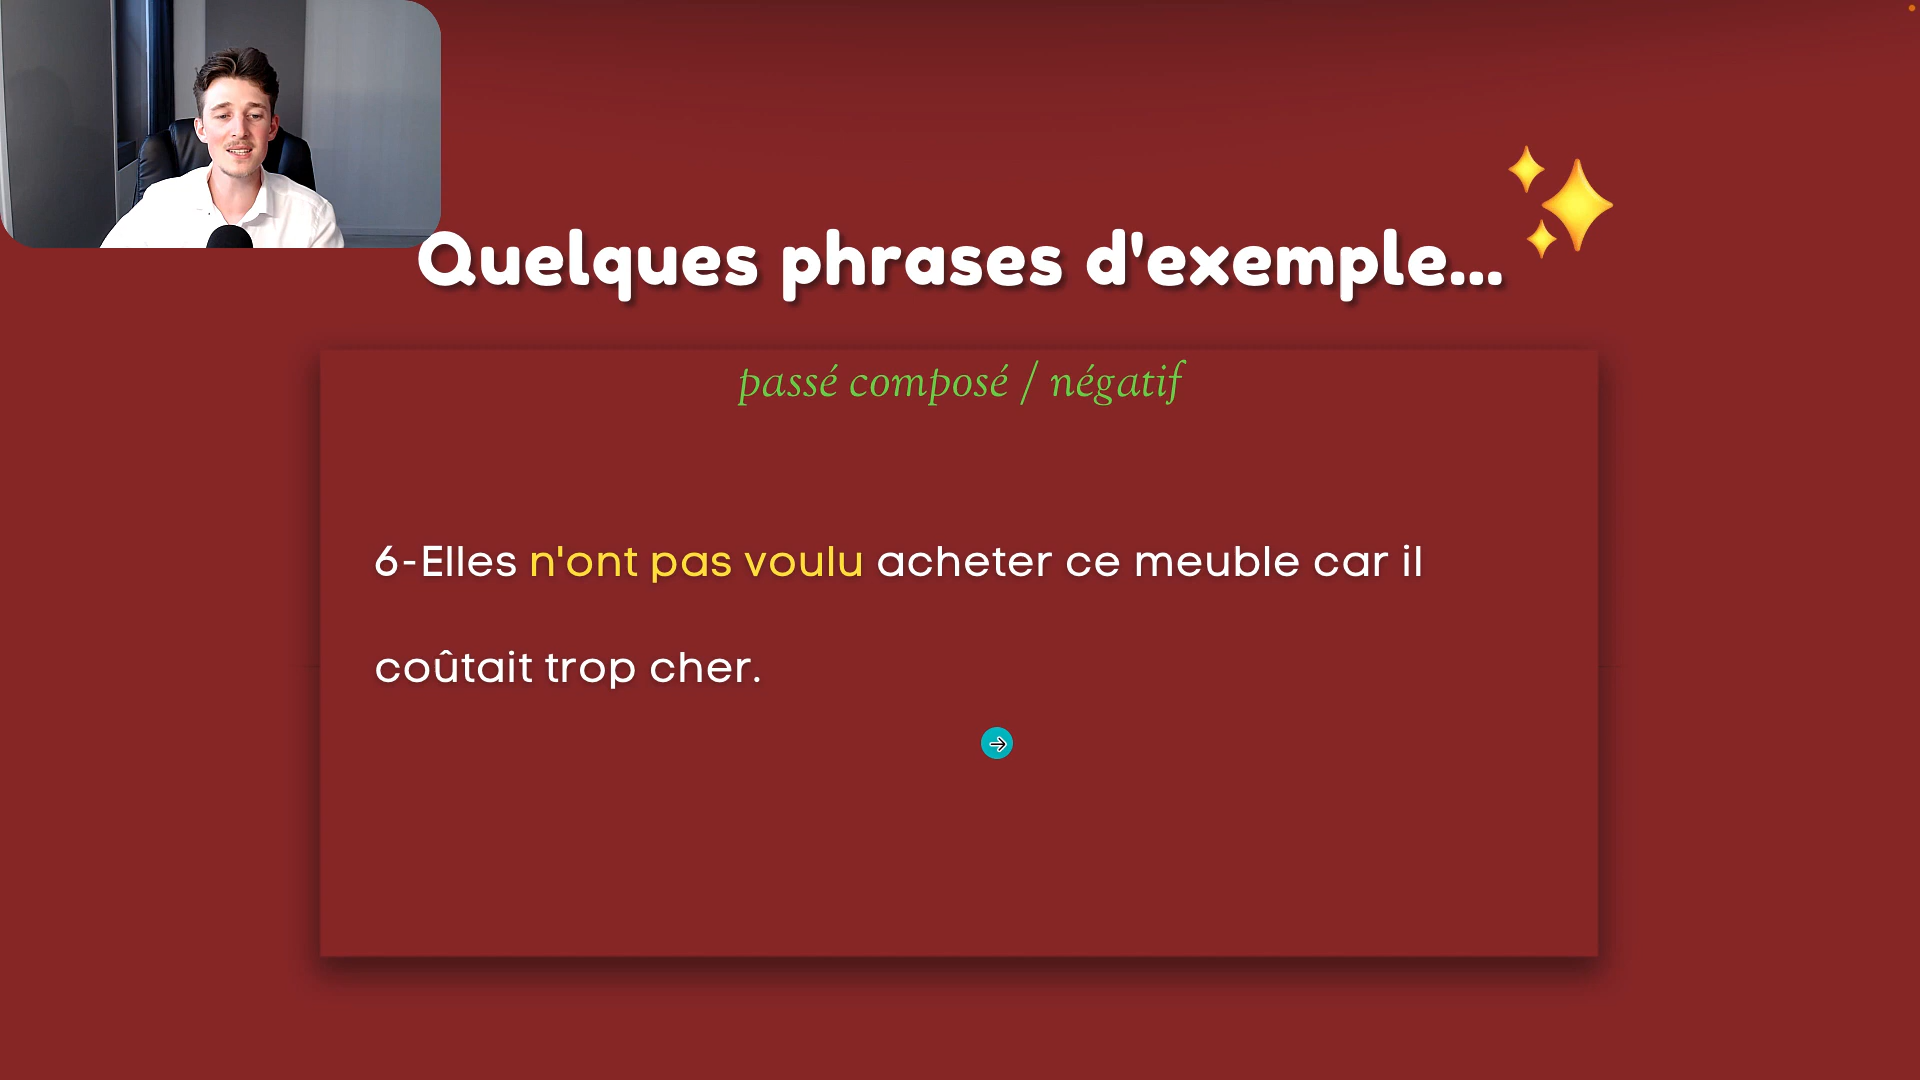 Quelques phrases d'exemple...
passé composé / négatif
6-Elles n'ont pas voulu acheter ce meuble car il
coûtait trop cher.